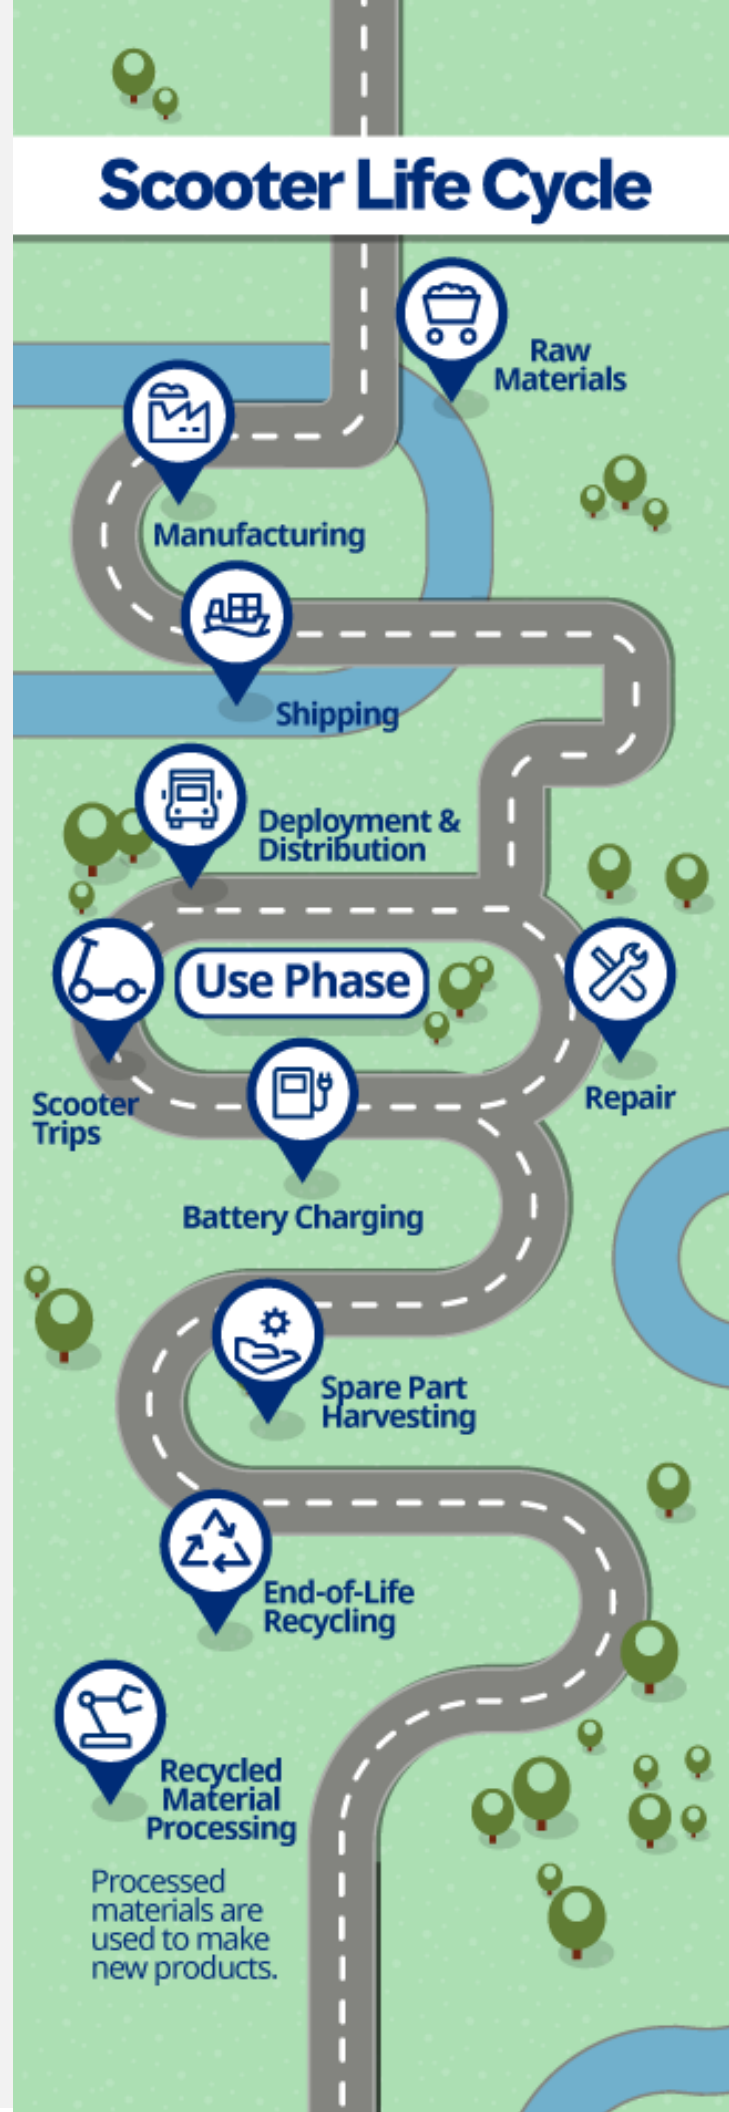 Scooter Life Cycle
Raw
Materials
Manufacturing
Shipping
Deployment &
Distribution
Use Phase
Scooter
Trips
Repair
Battery Charging
Spare Part
Harvesting
End-of-Life
Recycling
Recycled
Material
Processing
Processed
materials are
used to make
new products.